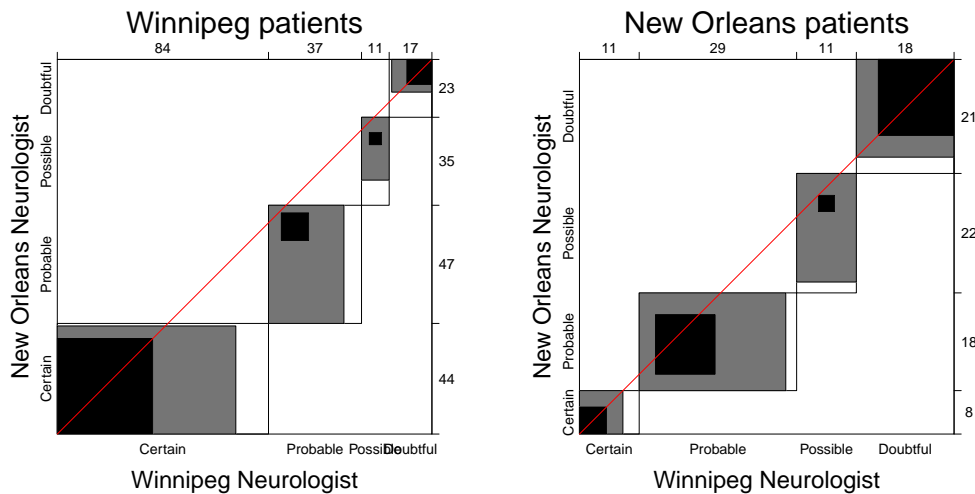 Winnipeg patients
84 37 11 17
New Orleans Neurologist
Doubtful
Possible
Probable
Certain
23
35
47
44
Certain Probable Possible Doubtful
Winnipeg Neurologist
New Orleans patients
11 29 11 18
New Orleans Neurologist
Doubtful
Possible
Probable
Certain
21
22
18
8
Certain Probable Possible Doubtful
Winnipeg Neurologist